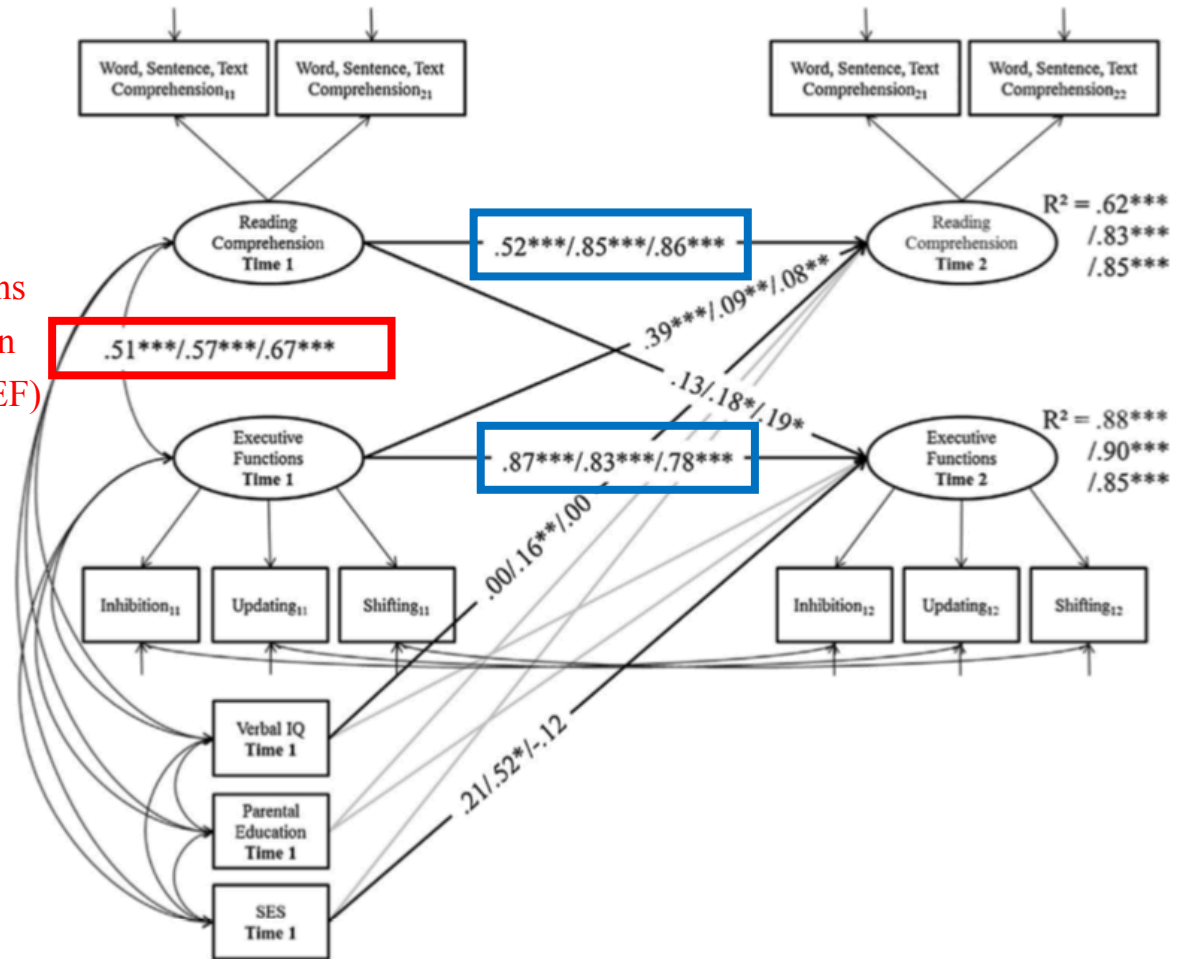 Word, Sentence, Text
Comprehension₁₁
Word, Sentence, Text
Comprehension₂₁
Word, Sentence, Text
Comprehension₂₁
Word, Sentence, Text
Comprehension₂₂
Reading
Comprehension
Time 1
.52***/.85***/.86***
Reading
Comprehension
Time 2
R² = .62***
/.83***
/.85***
.51***/.57***/.67***
EF)
.39***/.09**/.08**
.13/.18*/.19*
Executive
Functions
Time 1
.87***/.83***/.78***
Executive
Functions
Time 2
R² = .88***
/.90***
/.85***
.00/.16**/.00
Inhibition₁₁
Updating₁₁
Shifting₁₁
Inhibition₁₂
Updating₁₂
Shifting₁₂
Verbal IQ
Time 1
.21/.52*/-.12
Parental
Education
Time 1
SES
Time 1